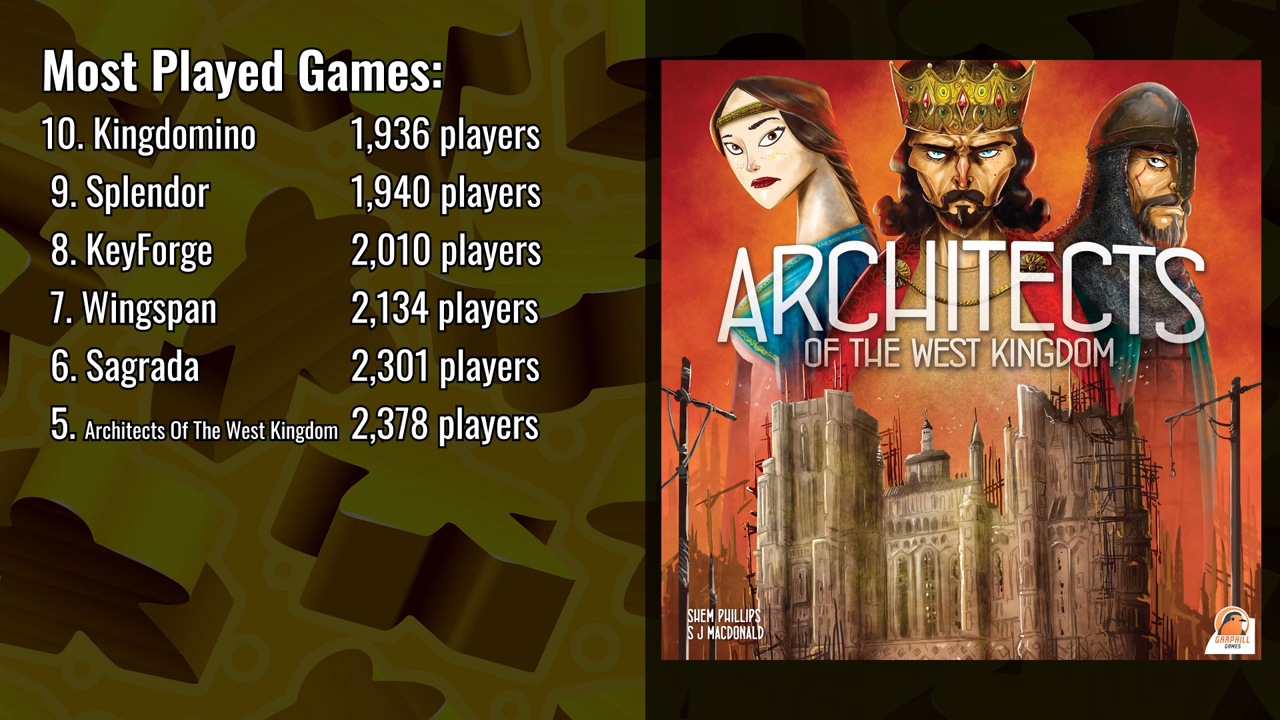 Most Played Games:
10. Kingdomino 1,936 players
9. Splendor 1,940 players
8. KeyForge 2,010 players
7. Wingspan 2,134 players
6. Sagrada 2,301 players
5. Architects Of The West Kingdom 2,378 players
ARCHITECTS
OF THE WEST KINGDOM
SHEM PHILLIPS
S J MACDONALD
GARPHILL
GAMES